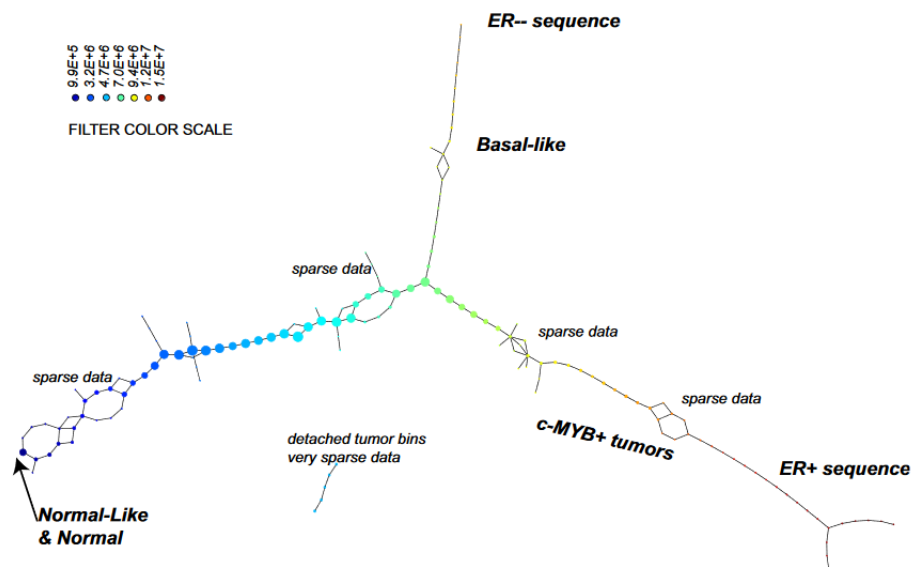 ER-- sequence
9.9E+5
3.2E+6
4.7E+6
7.0E+6
9.4E+6
1.2E+7
1.5E+7
FILTER COLOR SCALE
Basal-like
sparse data
sparse data
sparse data
sparse data
detached tumor bins
very sparse data
c-MYB+ tumors
ER+ sequence
Normal-Like
& Normal